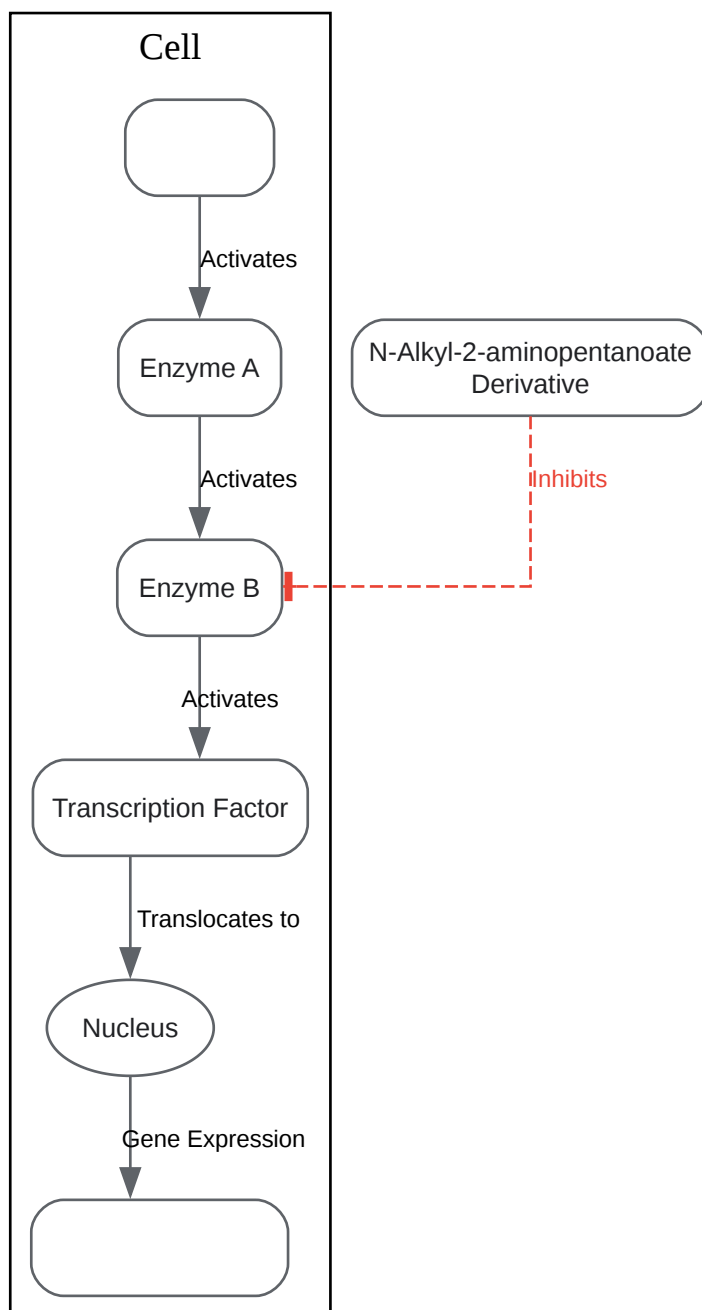 Cell
Activates
Enzyme A
N-Alkyl-2-aminopentanoate
Derivative
Activates
Inhibits
Enzyme B
Activates
Transcription Factor
Translocates to
Nucleus
Gene Expression